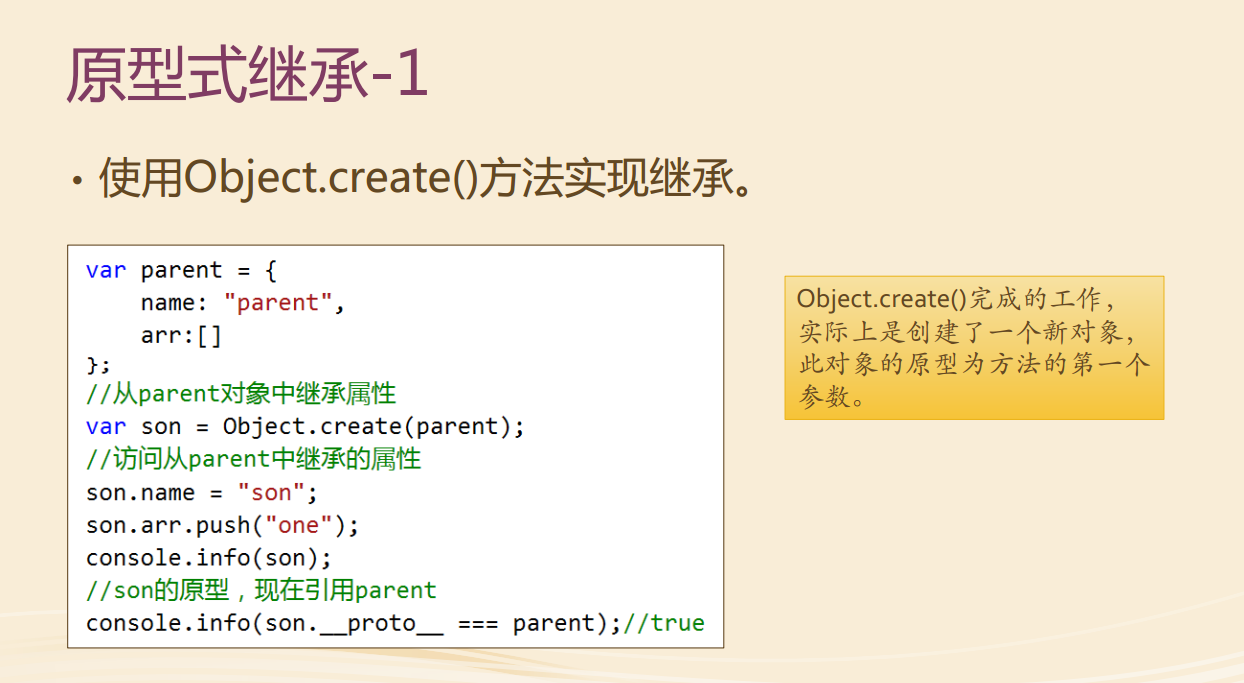 原型式继承-1
• 使用Object.create()方法实现继承。
var parent = {
    name: "parent",
    arr:[]
};
//从parent对象中继承属性
var son = Object.create(parent);
//访问从parent中继承的属性
son.name = "son";
son.arr.push("one");
console.info(son);
//son的原型，现在引用parent
console.info(son.__proto__ === parent);//true
Object.create()完成的工作，
实际上是创建了一个新对象，
此对象的原型为方法的第一个
参数。